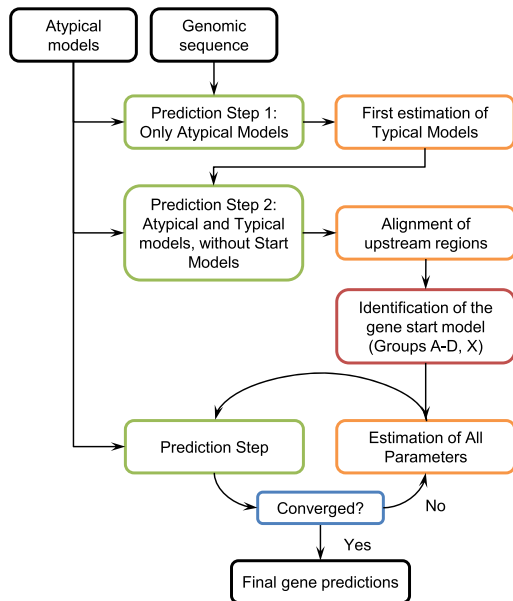 Atypical
models
Genomic
sequence
Prediction Step 1:
Only Atypical Models
First estimation of
Typical Models
Prediction Step 2:
Atypical and Typical
models, without Start
Models
Alignment of
upstream regions
Identification of the
gene start model
(Groups A-D, X)
Prediction Step
Estimation of All
Parameters
Converged?
No
Yes
Final gene predictions